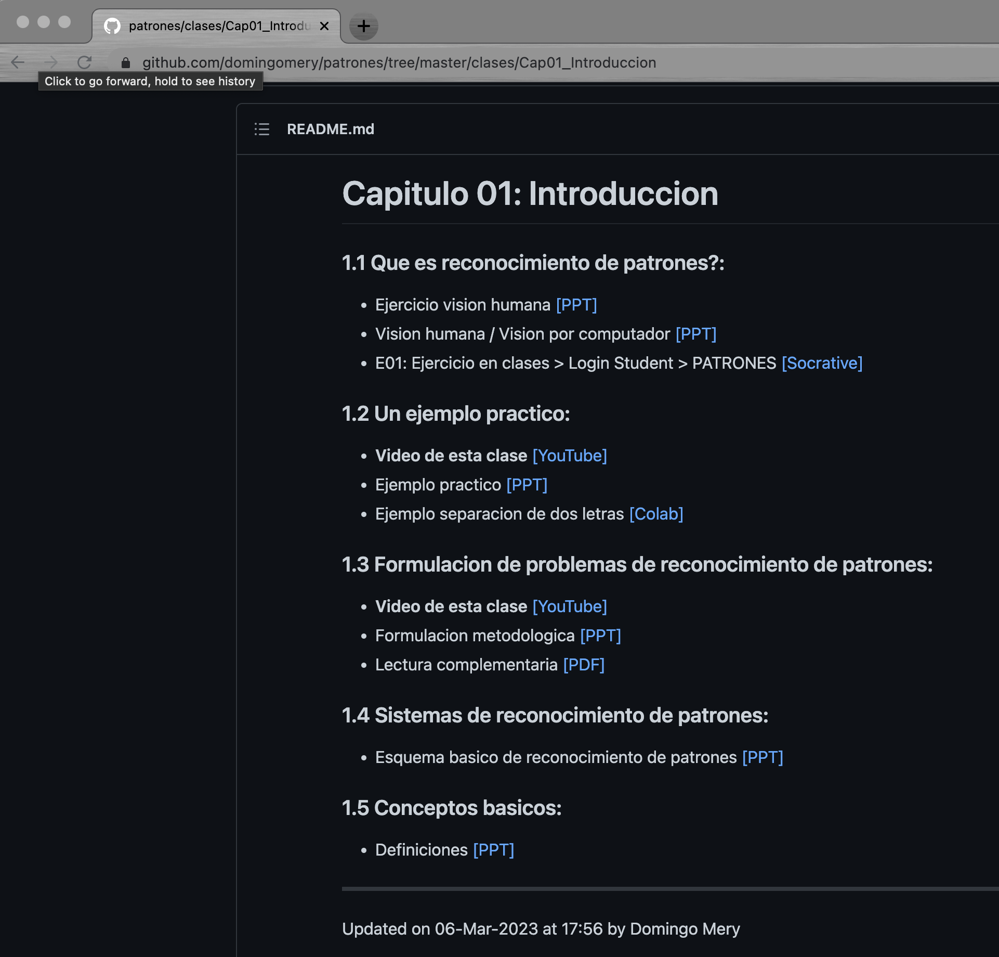 patrones/clases/Cap01_Introdu
github.com/domingomery/patrones/tree/master/clases/Cap01_Introduccion
Click to go forward, hold to see history
README.md
Capitulo 01: Introduccion
1.1 Que es reconocimiento de patrones?:
• Ejercicio vision humana [PPT]
• Vision humana / Vision por computador [PPT]
• E01: Ejercicio en clases > Login Student > PATRONES [Socrative]
1.2 Un ejemplo practico:
• Video de esta clase [YouTube]
• Ejemplo practico [PPT]
• Ejemplo separacion de dos letras [Colab]
1.3 Formulacion de problemas de reconocimiento de patrones:
• Video de esta clase [YouTube]
• Formulacion metodologica [PPT]
• Lectura complementaria [PDF]
1.4 Sistemas de reconocimiento de patrones:
• Esquema basico de reconocimiento de patrones [PPT]
1.5 Conceptos basicos:
• Definiciones [PPT]
Updated on 06-Mar-2023 at 17:56 by Domingo Mery